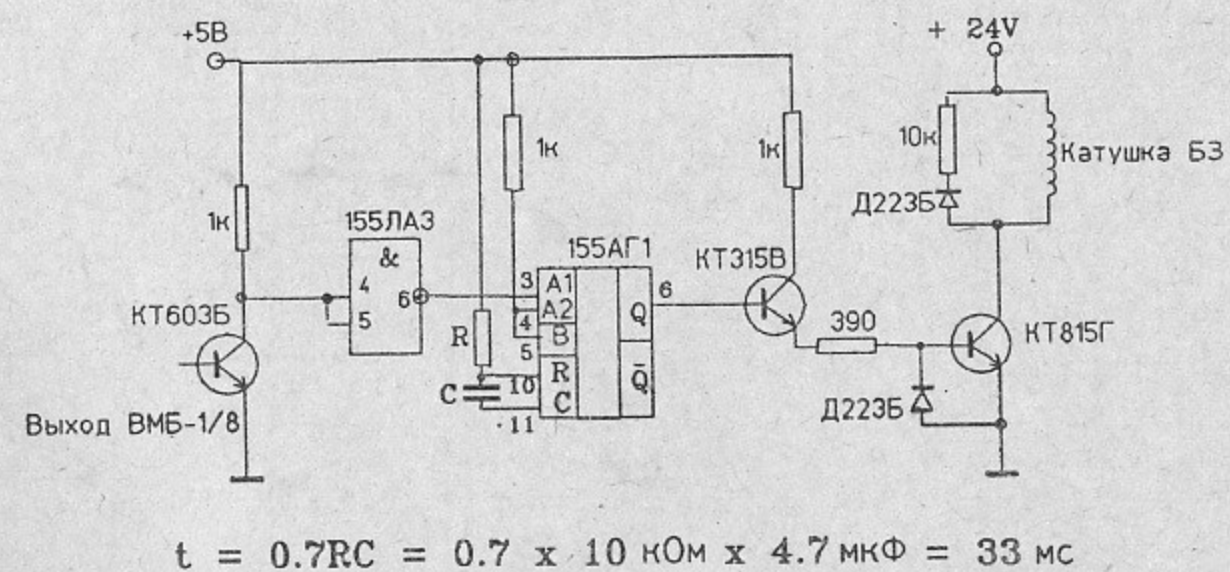 +5В
+ 24V
1к
1к
1к
10к
Катушка БЗ
Д223Б
155ЛА3
&
4
5
6
155АГ1
3
A1
A2
4
B
5
R
10
C
11
Q
Q̄
6
R
C
КТ603Б
Выход ВМБ-1/8
КТ315В
390
КТ815Г
Д223Б
t = 0.7RC = 0.7 x 10 кОм x 4.7 мкФ = 33 мс